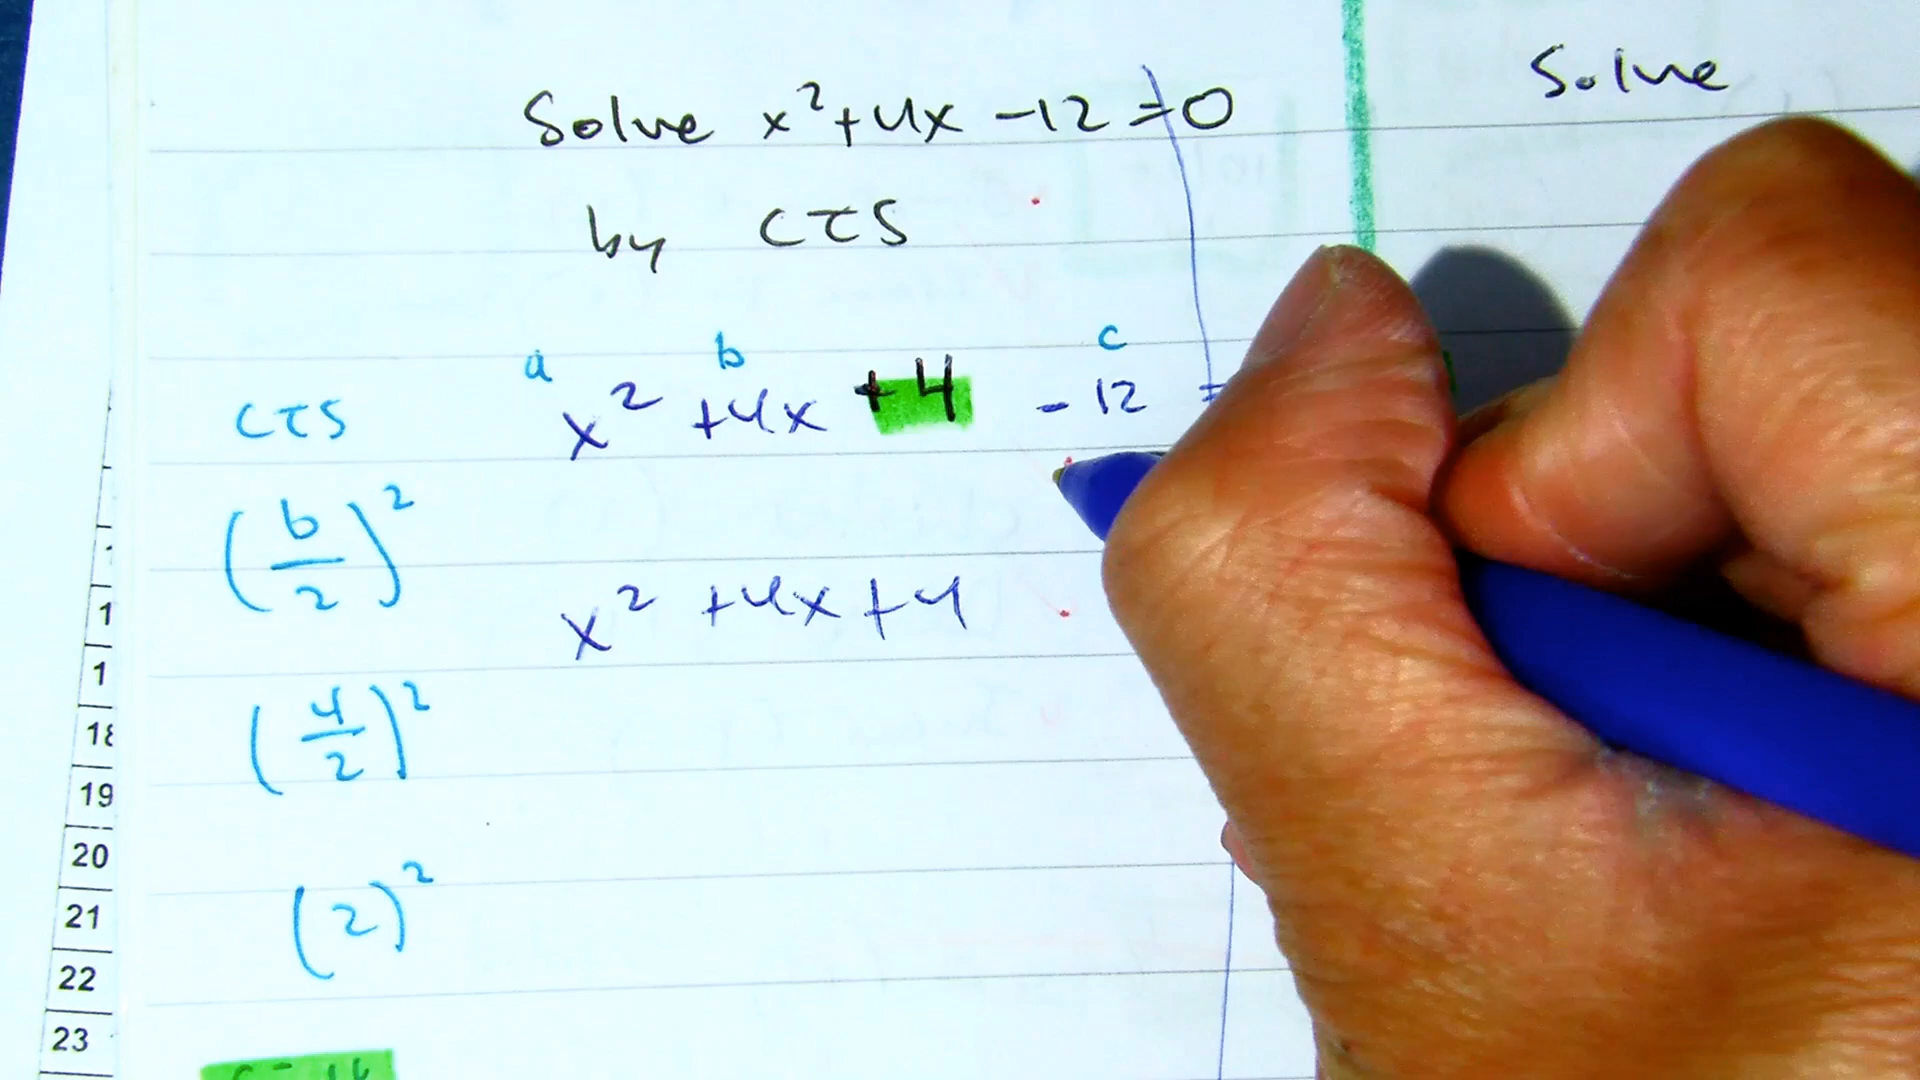 Solve x²+4x -12 = 0
by CTS
Solve
a b c
CTS x² +4x +4 - 12 =
(b/2)²
x² +4x +4
(4/2)²
(2)²
1
1
18
19
20
21
22
23